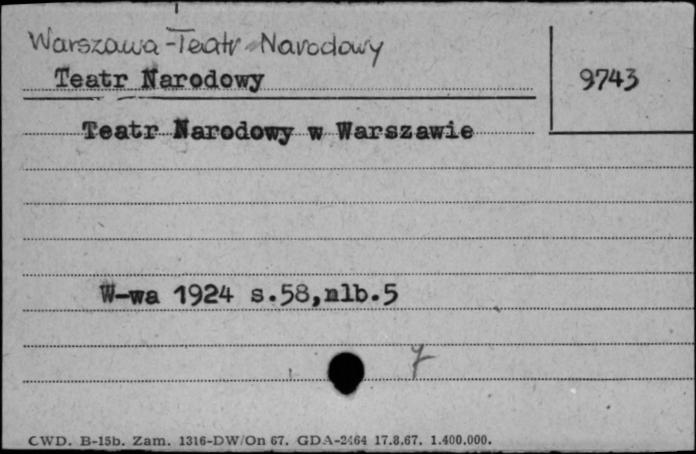 Warszawa-Teatr Narodowy
Teatr Narodowy
9743
Teatr Narodowy w Warszawie
W-wa 1924 s.58,nlb.5
7
CWD. B-15b. Zam. 1316-DW/On 67. GDA-2464 17.8.67. 1.400.000.